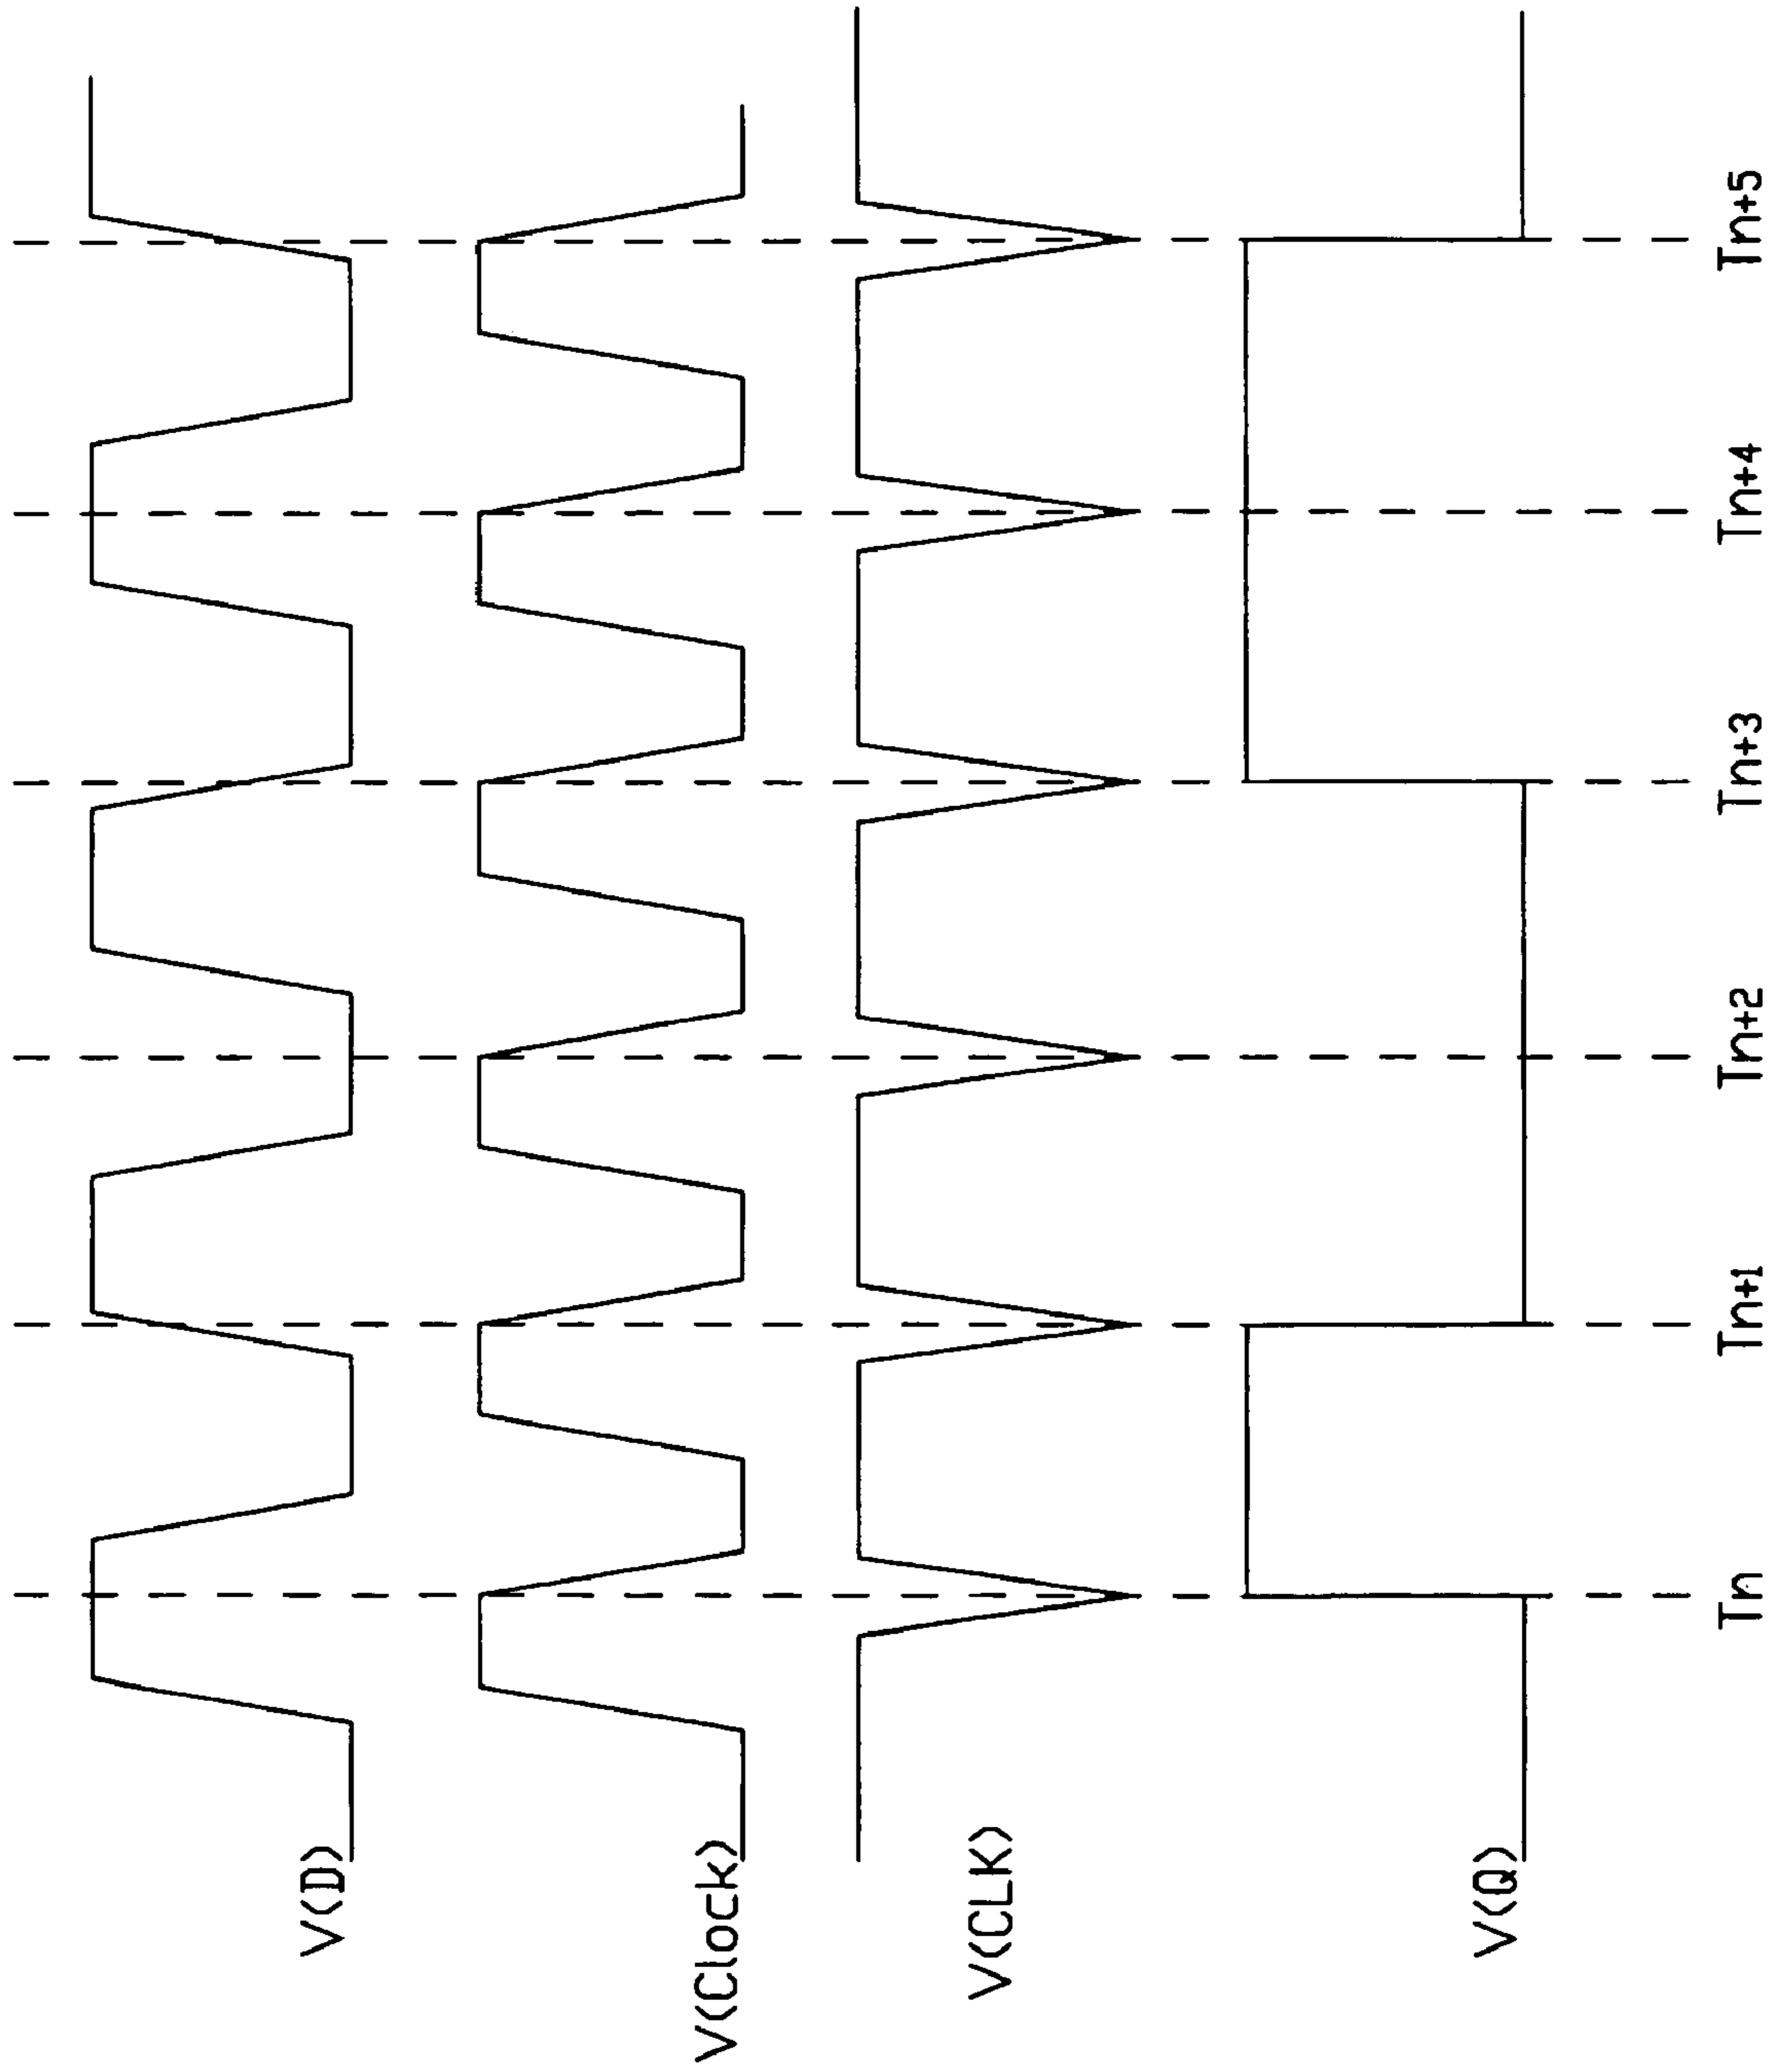 V(D)
V(Clock)
V(CLK)
V(Q)
Tn
Tn+1
Tn+2
Tn+3
Tn+4
Tn+5